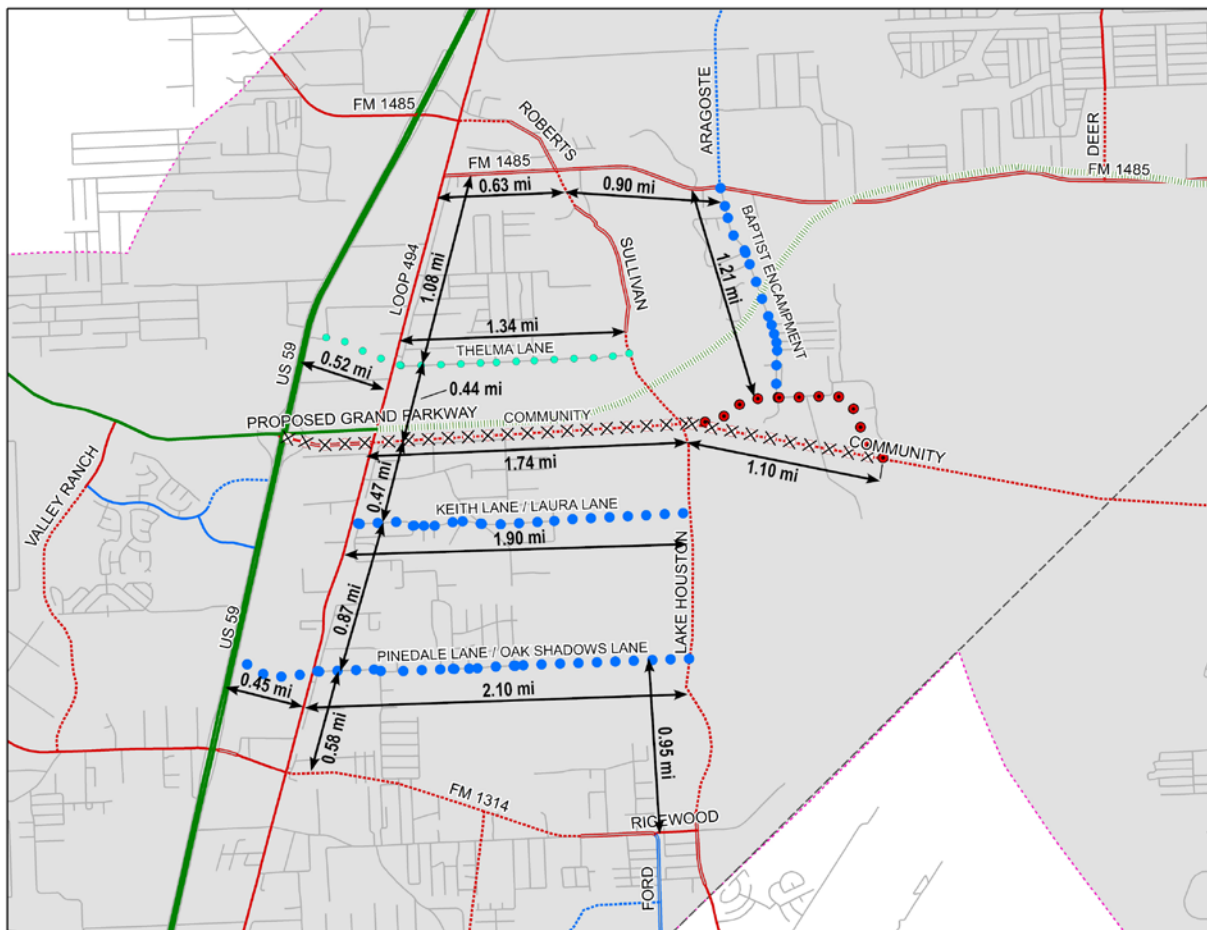 FM 1485
ROBERTS
ARAGOSTE
DEER
FM 1485
FM 1485
0.63 mi
0.90 mi
BAPTIST ENCAMPMENT
SULLIVAN
LOOP 494
1.08 mi
1.21 mi
1.34 mi
THELMA LANE
US 59
0.52 mi
0.44 mi
PROPOSED GRAND PARKWAY
COMMUNITY
COMMUNITY
1.74 mi
1.10 mi
VALLEY RANCH
0.47 mi
KEITH LANE / LAURA LANE
1.90 mi
LAKE HOUSTON
US 59
0.87 mi
PINEDALE LANE / OAK SHADOWS LANE
0.45 mi
2.10 mi
0.58 mi
0.95 mi
FM 1314
RICEWOOD
FORD